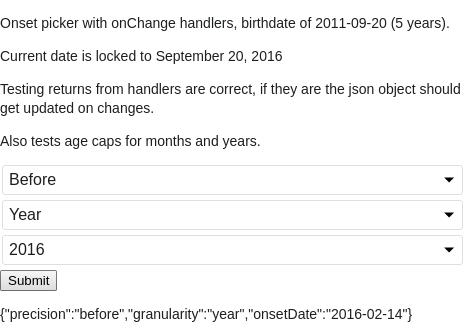 Onset picker with onChange handlers, birthdate of 2011-09-20 (5 years).
Current date is locked to September 20, 2016
Testing returns from handlers are correct, if they are the json object should
get updated on changes.
Also tests age caps for months and years.
Before
Year
2016
Submit
{"precision":"before","granularity":"year","onsetDate":"2016-02-14"}